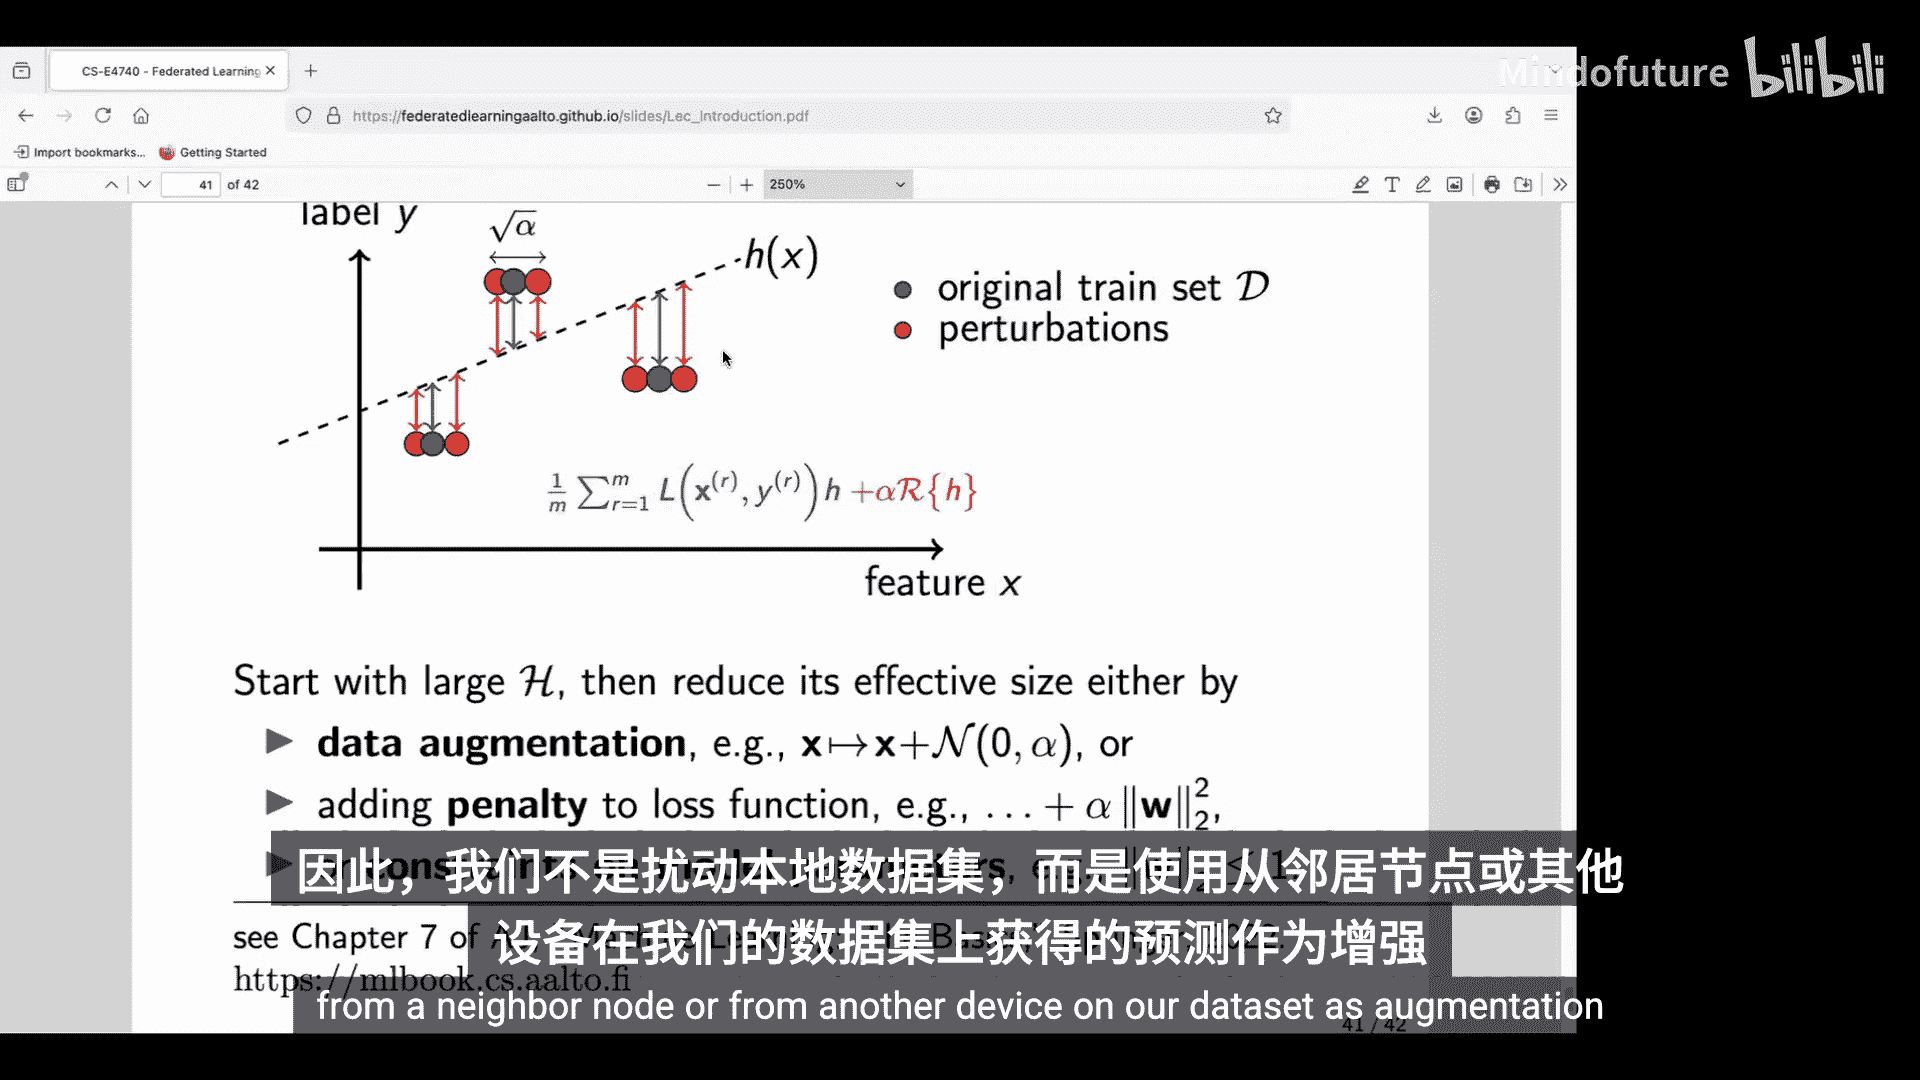 Mindofuture bilibili
CS-E4740 - Federated Learning
https://federatedlearningaalto.github.io/slides/Lec_Introduction.pdf
Import bookmarks... Getting Started
41 of 42 250%
label y
√α
h(x)
original train set 𝒟
perturbations
1/m ∑_{r=1}^{m} L(x^{(r)}, y^{(r)}) h +αℛ{h}
feature x
Start with large ℋ, then reduce its effective size either by
▶ data augmentation, e.g., x↦x+𝒩(0, α), or
▶ adding penalty to loss function, e.g., … + α ‖w‖₂²,
因此，我们不是扰动本地数据集，而是使用从邻居节点或其他
设备在我们的数据集上获得的预测作为增强
see Chapter 7 of
https://mlbook.cs.aalto.fi
from a neighbor node or from another device on our dataset as augmentation
41 / 42